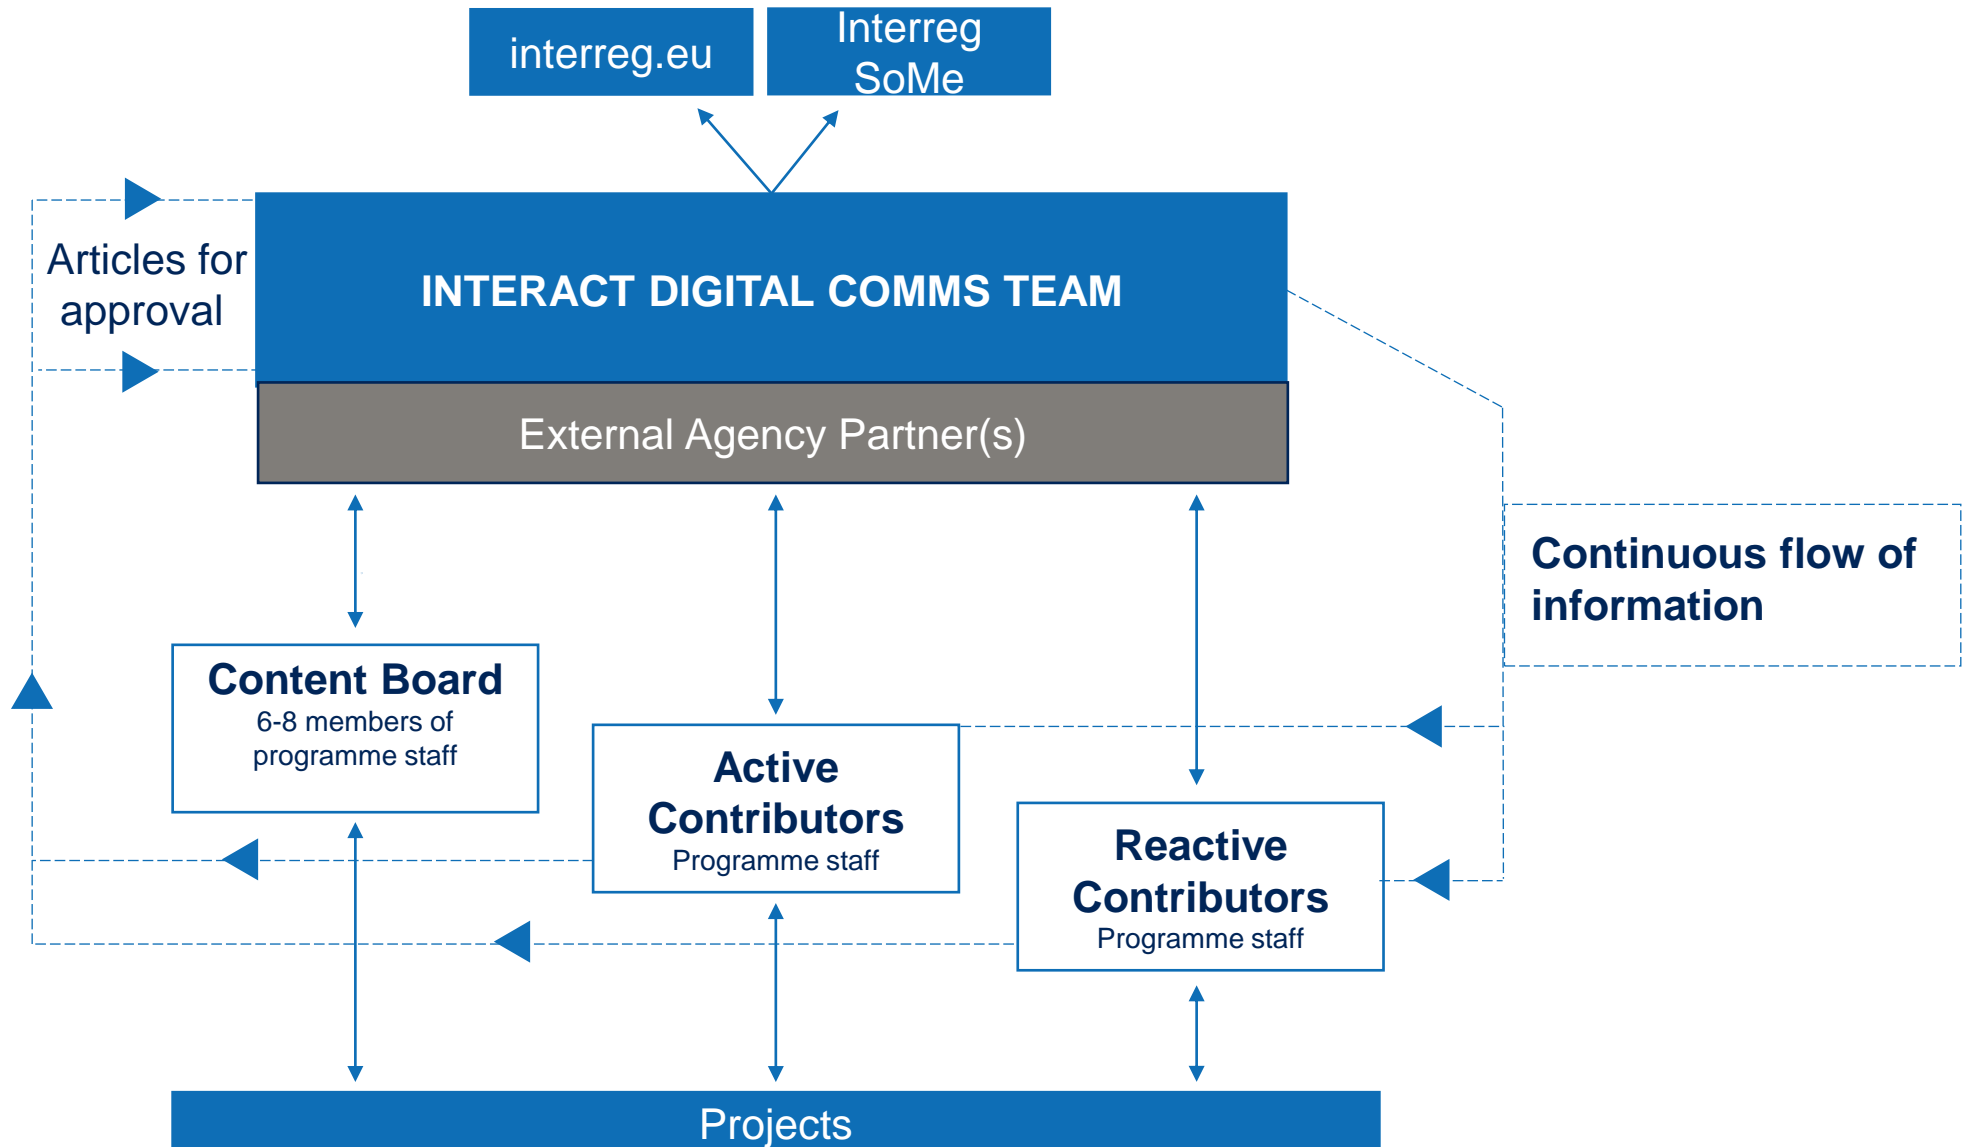 interreg.eu
Interreg
SoMe
Articles for
approval
INTERACT DIGITAL COMMS TEAM
External Agency Partner(s)
Continuous flow of
information
Content Board
6-8 members of
programme staff
Active
Contributors
Programme staff
Reactive
Contributors
Programme staff
Projects